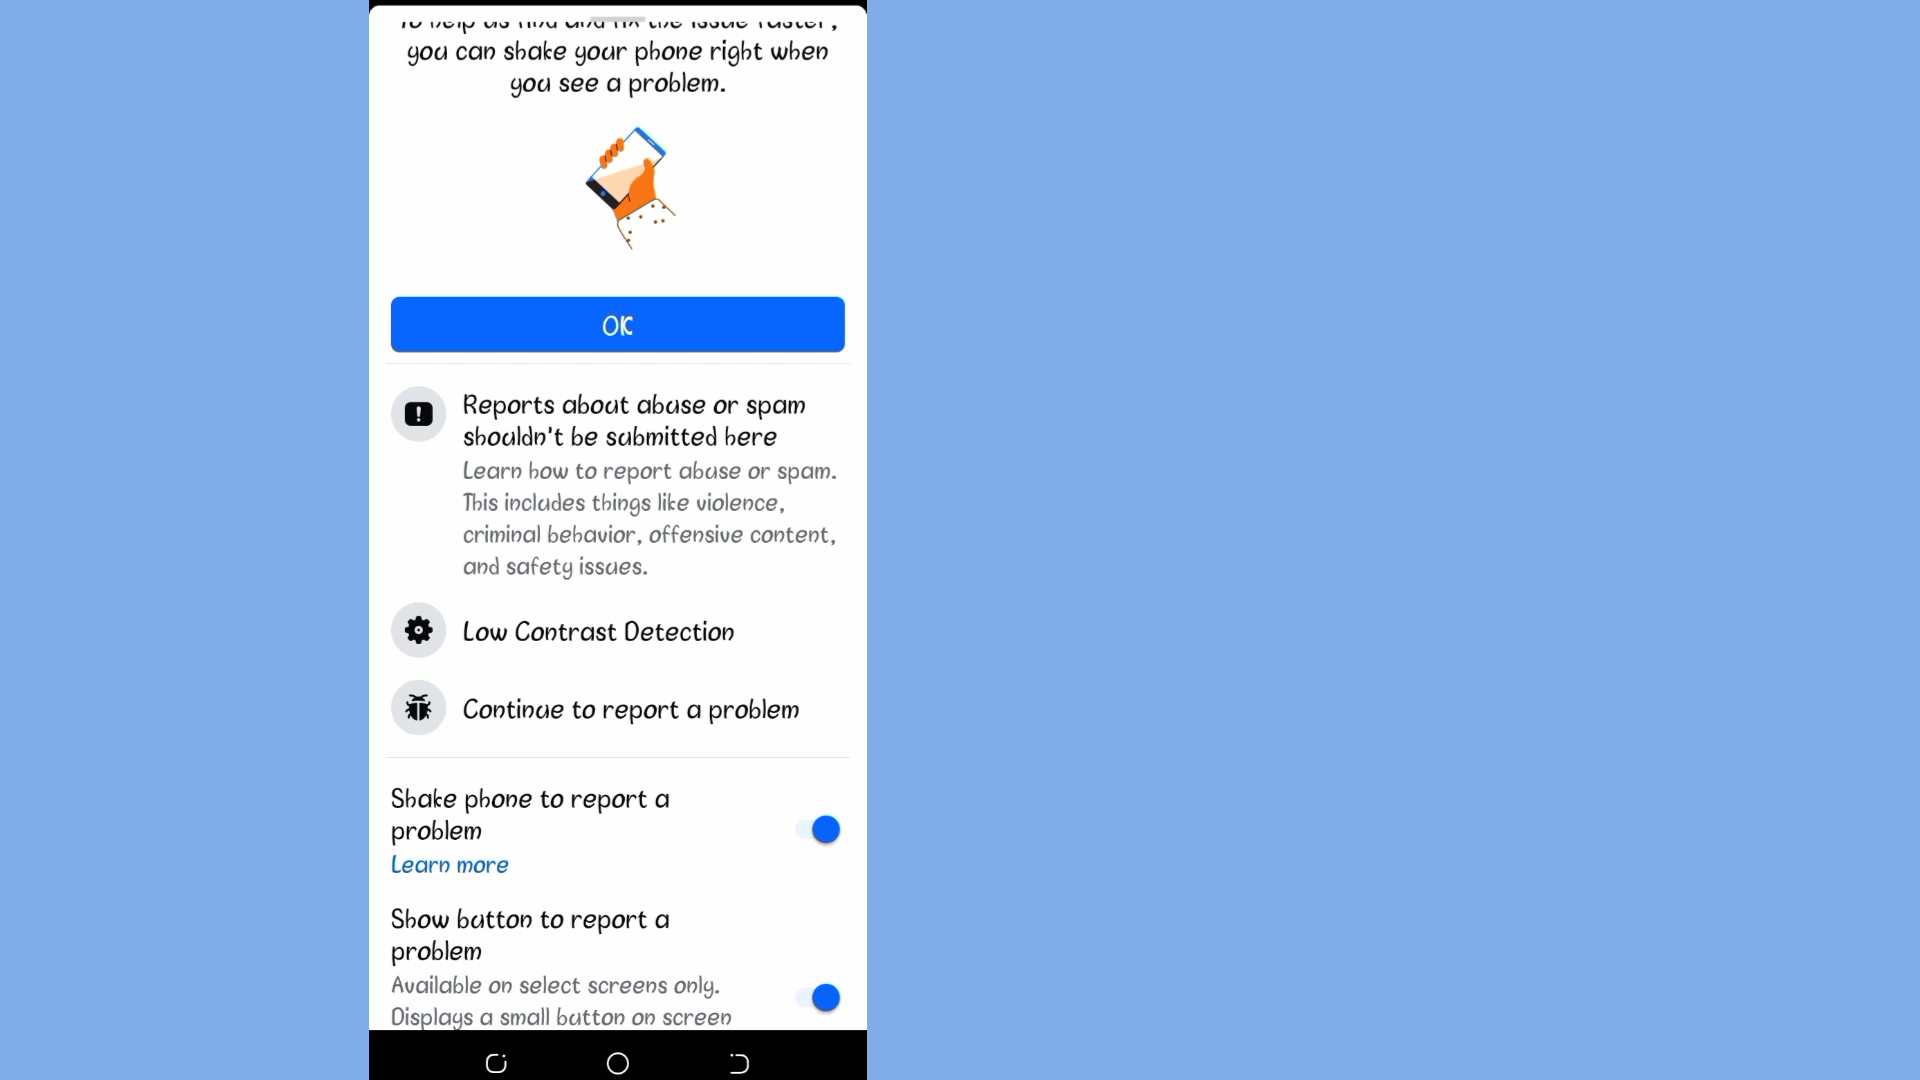 To help us find and fix the issue faster,
you can shake your phone right when
you see a problem.
OK
Reports about abuse or spam
shouldn't be submitted here
Learn how to report abuse or spam.
This includes things like violence,
criminal behavior, offensive content,
and safety issues.
Low Contrast Detection
Continue to report a problem
Shake phone to report a
problem
Learn more
Show button to report a
problem
Available on select screens only.
Displays a small button on screen